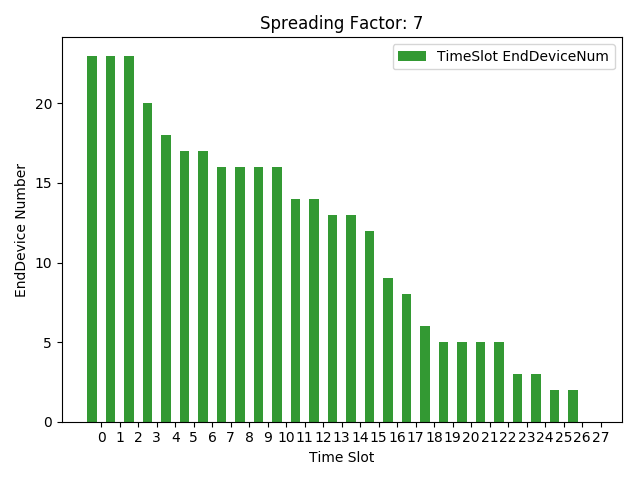 Spreading Factor: 7
TimeSlot EndDeviceNum
EndDevice Number
20
15
10
5
0
0 1 2 3 4 5 6 7 8 9 10 11 12 13 14 15 16 17 18 19 20 21 22 23 24 25 26 27
Time Slot